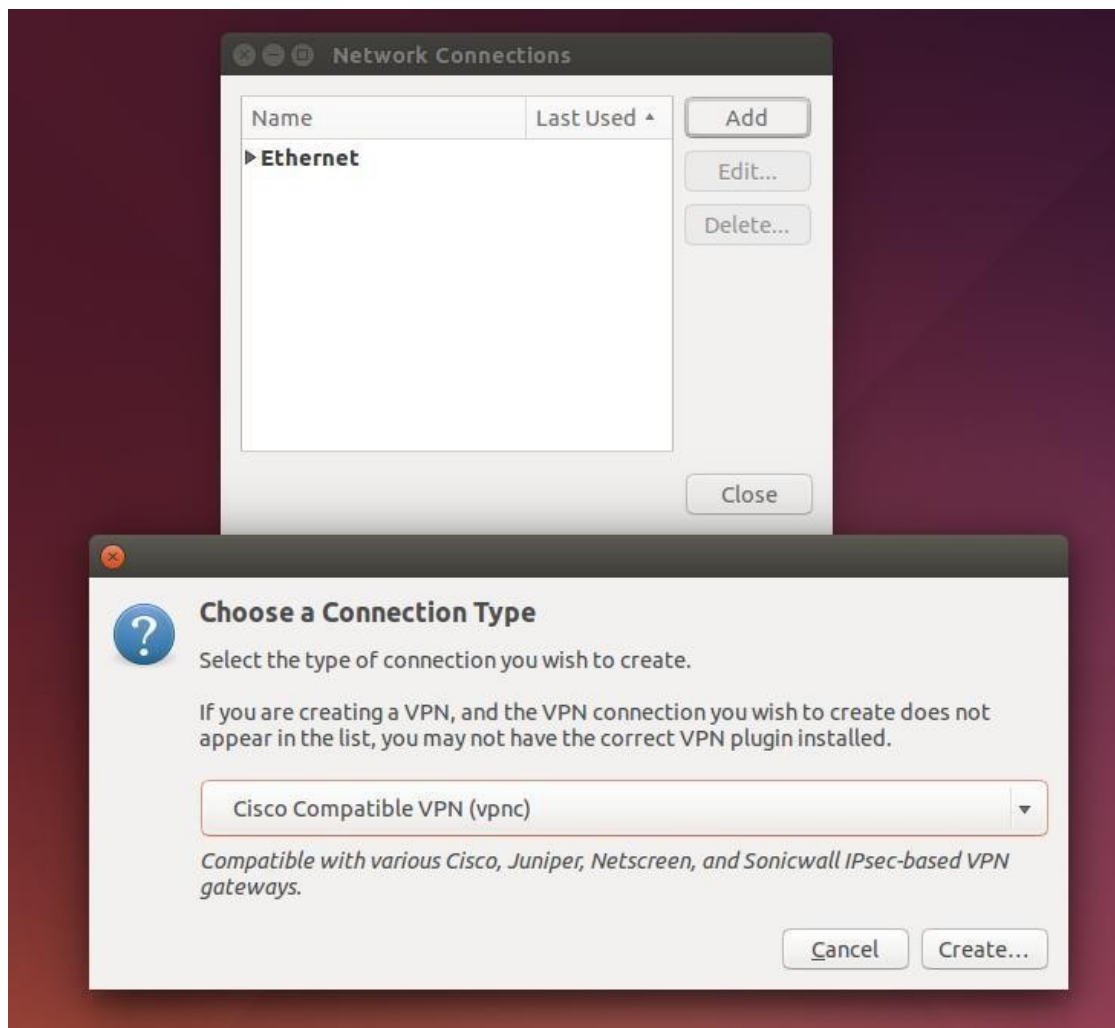 Network Connections
Name Last Used Add
Ethernet
Edit...
Delete...
Close
Choose a Connection Type
Select the type of connection you wish to create.
If you are creating a VPN, and the VPN connection you wish to create does not
appear in the list, you may not have the correct VPN plugin installed.
Cisco Compatible VPN (vpnc)
Compatible with various Cisco, Juniper, Netscreen, and Sonicwall IPsec-based VPN
gateways.
Cancel Create...